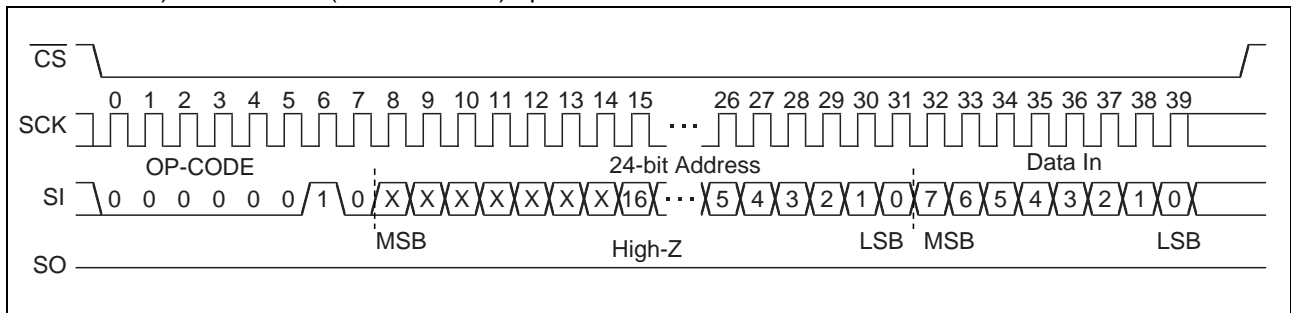 CS
0 1 2 3 4 5 6 7 8 9 10 11 12 13 14 15 26 27 28 29 30 31 32 33 34 35 36 37 38 39
SCK ···
OP-CODE 24-bit Address Data In
SI 0 0 0 0 0 0 1 0 X X X X X X X 16 ··· 5 4 3 2 1 0 7 6 5 4 3 2 1 0
MSB High-Z LSB MSB LSB
SO